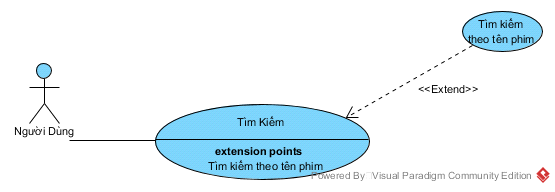 Tìm kiếm
theo tên phim
<<Extend>>
Người Dùng
Tìm Kiếm
extension points
Tìm kiếm theo tên phim
Powered By Visual Paradigm Community Edition